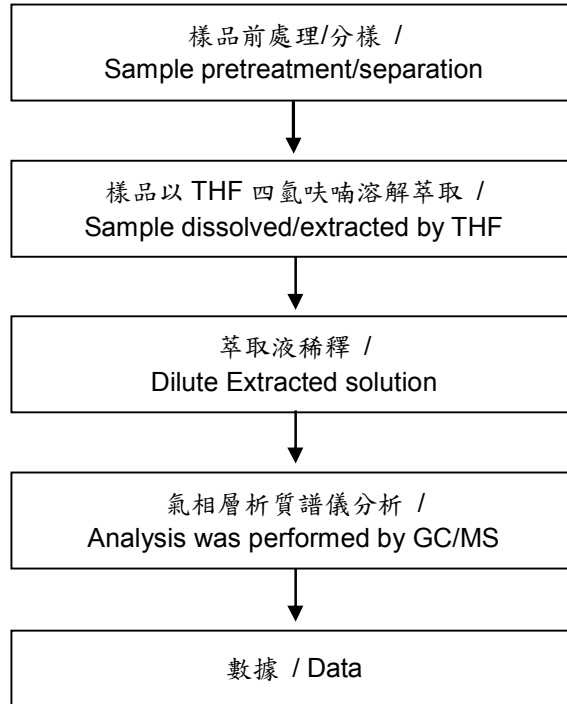 樣品前處理/分樣 /
Sample pretreatment/separation
樣品以 THF 四氫呋喃溶解萃取 /
Sample dissolved/extracted by THF
萃取液稀釋 /
Dilute Extracted solution
氣相層析質譜儀分析 /
Analysis was performed by GC/MS
數據 / Data